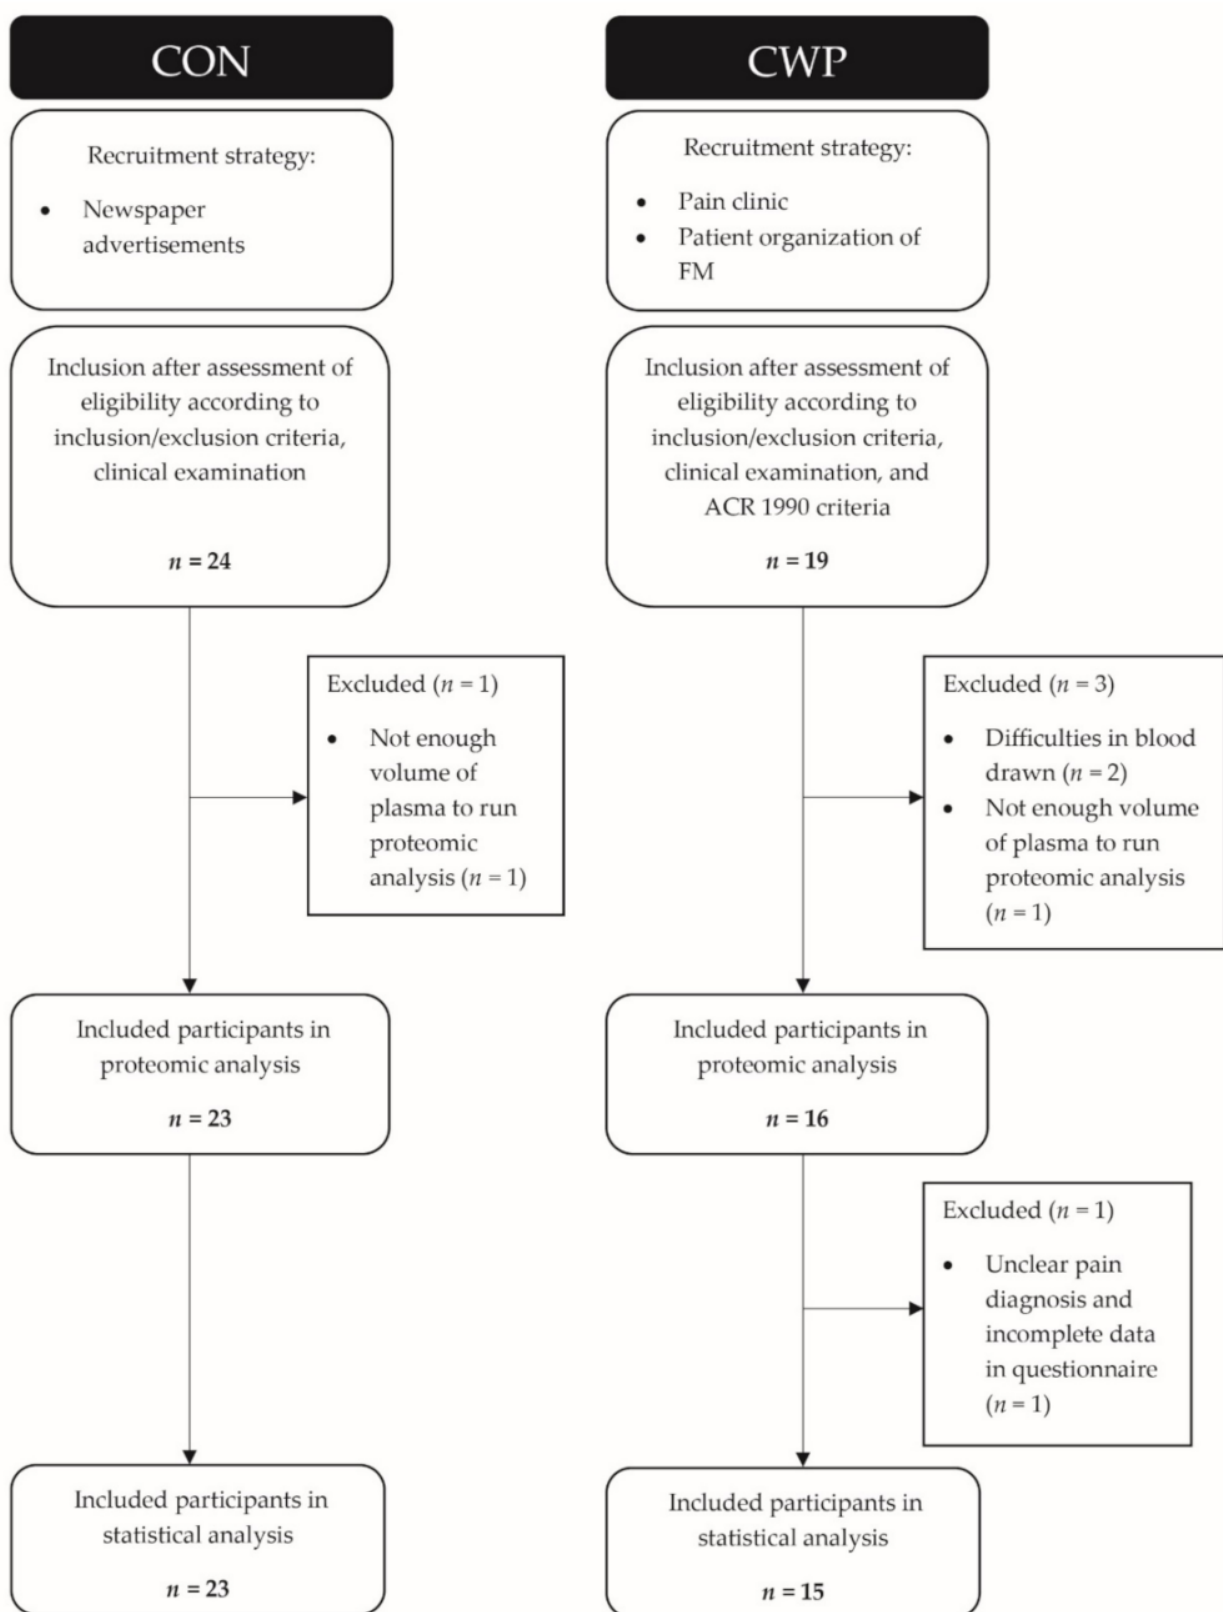 CON
Recruitment strategy:
• Newspaper
advertisements
Inclusion after assessment of
eligibility according to
inclusion/exclusion criteria,
clinical examination
n = 24
Excluded (n = 1)
• Not enough
volume of
plasma to run
proteomic
analysis (n = 1)
Included participants in
proteomic analysis
n = 23
Included participants in
statistical analysis
n = 23
CWP
Recruitment strategy:
• Pain clinic
• Patient organization of
FM
Inclusion after assessment of
eligibility according to
inclusion/exclusion criteria,
clinical examination, and
ACR 1990 criteria
n = 19
Excluded (n = 3)
• Difficulties in blood
drawn (n = 2)
• Not enough volume
of plasma to run
proteomic analysis
(n = 1)
Included participants in
proteomic analysis
n = 16
Excluded (n = 1)
• Unclear pain
diagnosis and
incomplete data
in questionnaire
(n = 1)
Included participants in
statistical analysis
n = 15